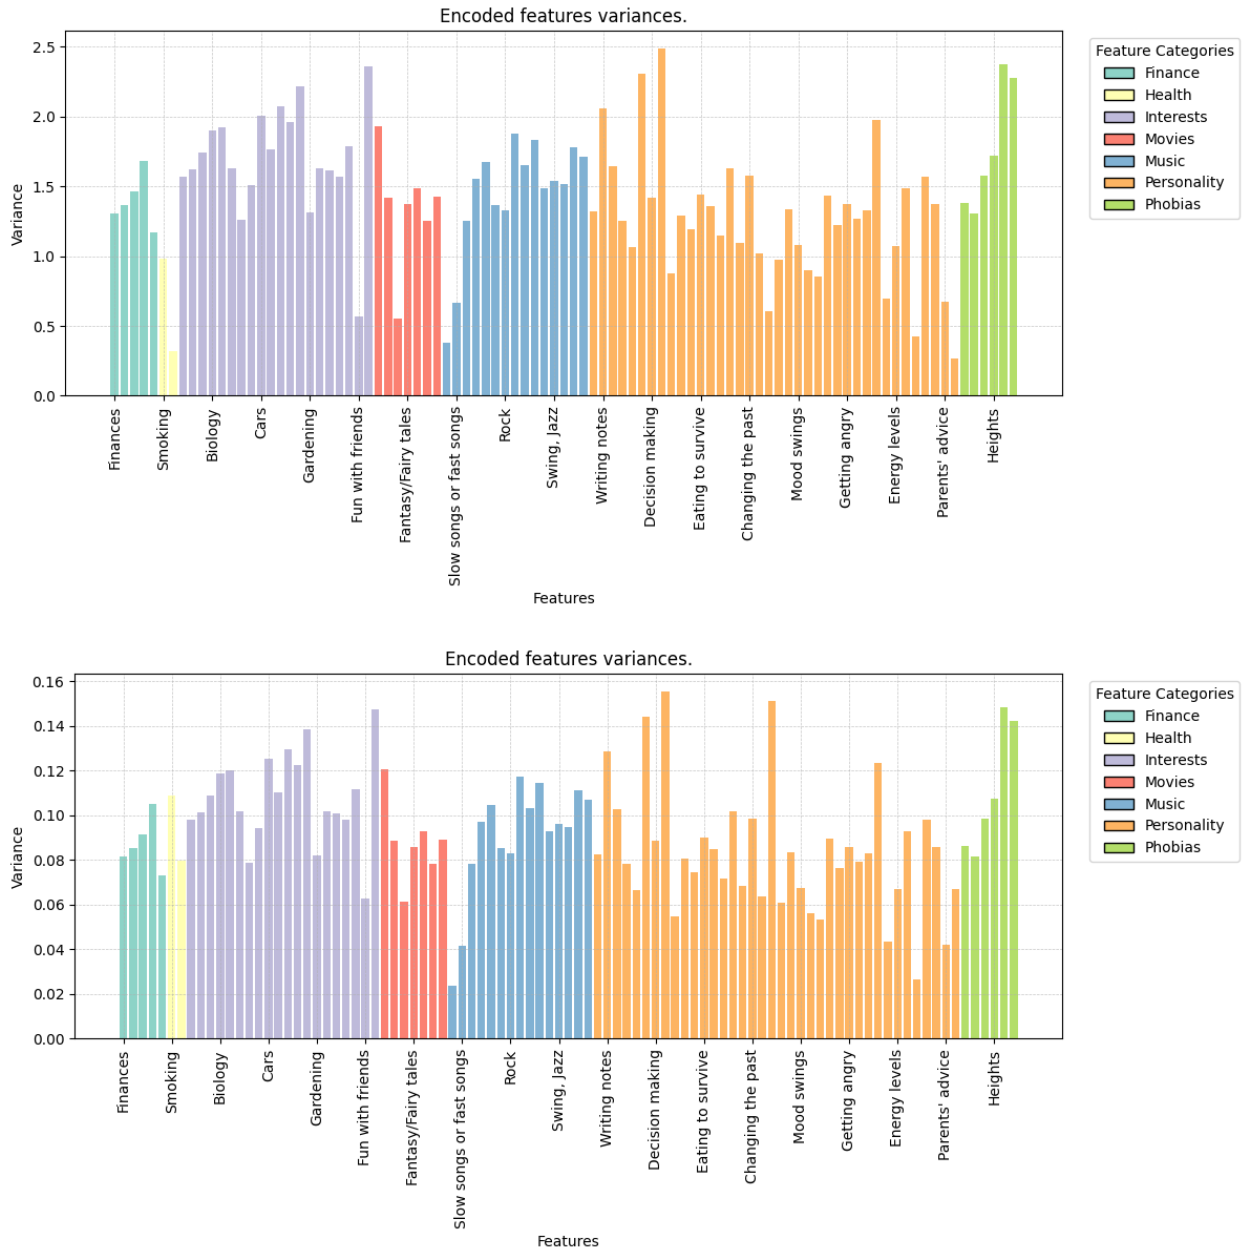 Encoded features variances.
Variance
2.5
2.0
1.5
1.0
0.5
0.0
Finances
Smoking
Biology
Cars
Gardening
Fun with friends
Fantasy/Fairy tales
Slow songs or fast songs
Rock
Swing, Jazz
Writing notes
Decision making
Eating to survive
Changing the past
Mood swings
Getting angry
Energy levels
Parents' advice
Heights
Features
Feature Categories
Finance
Health
Interests
Movies
Music
Personality
Phobias
Encoded features variances.
Variance
0.16
0.14
0.12
0.10
0.08
0.06
0.04
0.02
0.00
Finances
Smoking
Biology
Cars
Gardening
Fun with friends
Fantasy/Fairy tales
Slow songs or fast songs
Rock
Swing, Jazz
Writing notes
Decision making
Eating to survive
Changing the past
Mood swings
Getting angry
Energy levels
Parents' advice
Heights
Features
Feature Categories
Finance
Health
Interests
Movies
Music
Personality
Phobias